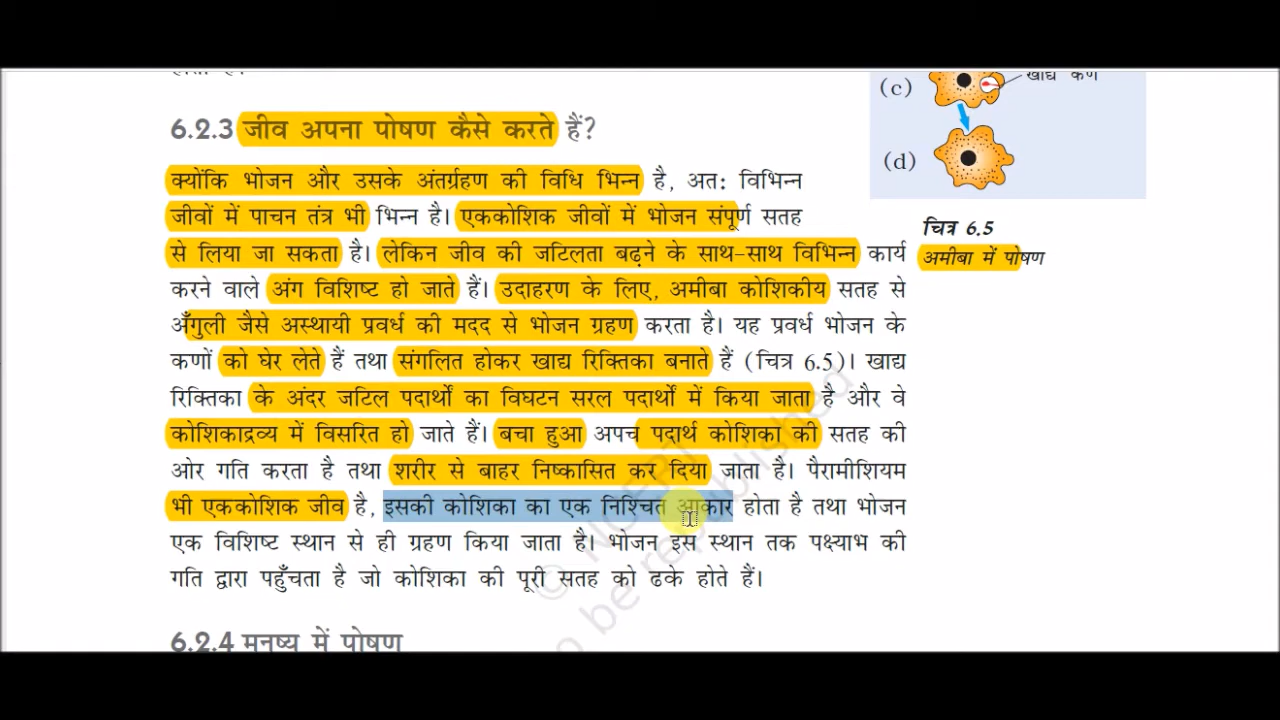 खाद्य कण
(c)
(d)
चित्र 6.5
अमीबा में पोषण
6.2.3 जीव अपना पोषण कैसे करते हैं?
क्योंकि भोजन और उसके अंतर्ग्रहण की विधि भिन्न है, अतः विभिन्न
जीवों में पाचन तंत्र भी भिन्न है। एककोशिक जीवों में भोजन संपूर्ण सतह
से लिया जा सकता है। लेकिन जीव की जटिलता बढ़ने के साथ-साथ विभिन्न कार्य
करने वाले अंग विशिष्ट हो जाते हैं। उदाहरण के लिए, अमीबा कोशिकीय सतह से
अँगुली जैसे अस्थायी प्रवर्ध की मदद से भोजन ग्रहण करता है। यह प्रवर्ध भोजन के
कणों को घेर लेते हैं तथा संगलित होकर खाद्य रिक्तिका बनाते हैं (चित्र 6.5)। खाद्य
रिक्तिका के अंदर जटिल पदार्थों का विघटन सरल पदार्थों में किया जाता है और वे
कोशिकाद्रव्य में विसरित हो जाते हैं। बचा हुआ अपच पदार्थ कोशिका की सतह की
ओर गति करता है तथा शरीर से बाहर निष्कासित कर दिया जाता है। पैरामीशियम
भी एककोशिक जीव है, इसकी कोशिका का एक निश्चित आकार होता है तथा भोजन
एक विशिष्ट स्थान से ही ग्रहण किया जाता है। भोजन इस स्थान तक पक्ष्याभ की
गति द्वारा पहुँचता है जो कोशिका की पूरी सतह को ढके होते हैं।
6.2.4 मनुष्य में पोषण